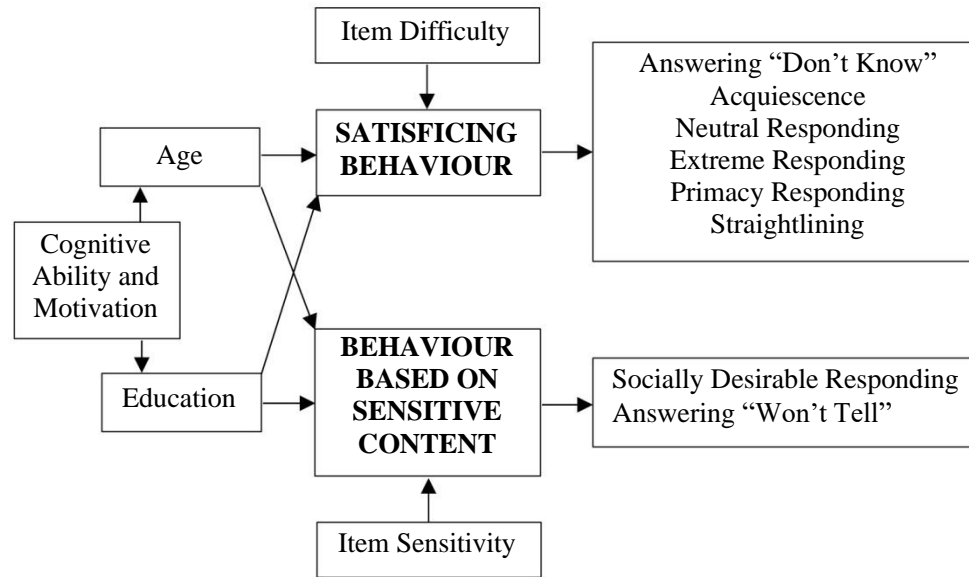 Item Difficulty
Answering “Don’t Know”
Acquiescence
Neutral Responding
Extreme Responding
Primacy Responding
Straightlining
SATISFICING
BEHAVIOUR
Age
Cognitive
Ability and
Motivation
Education
BEHAVIOUR
BASED ON
SENSITIVE
CONTENT
Socially Desirable Responding
Answering “Won’t Tell”
Item Sensitivity